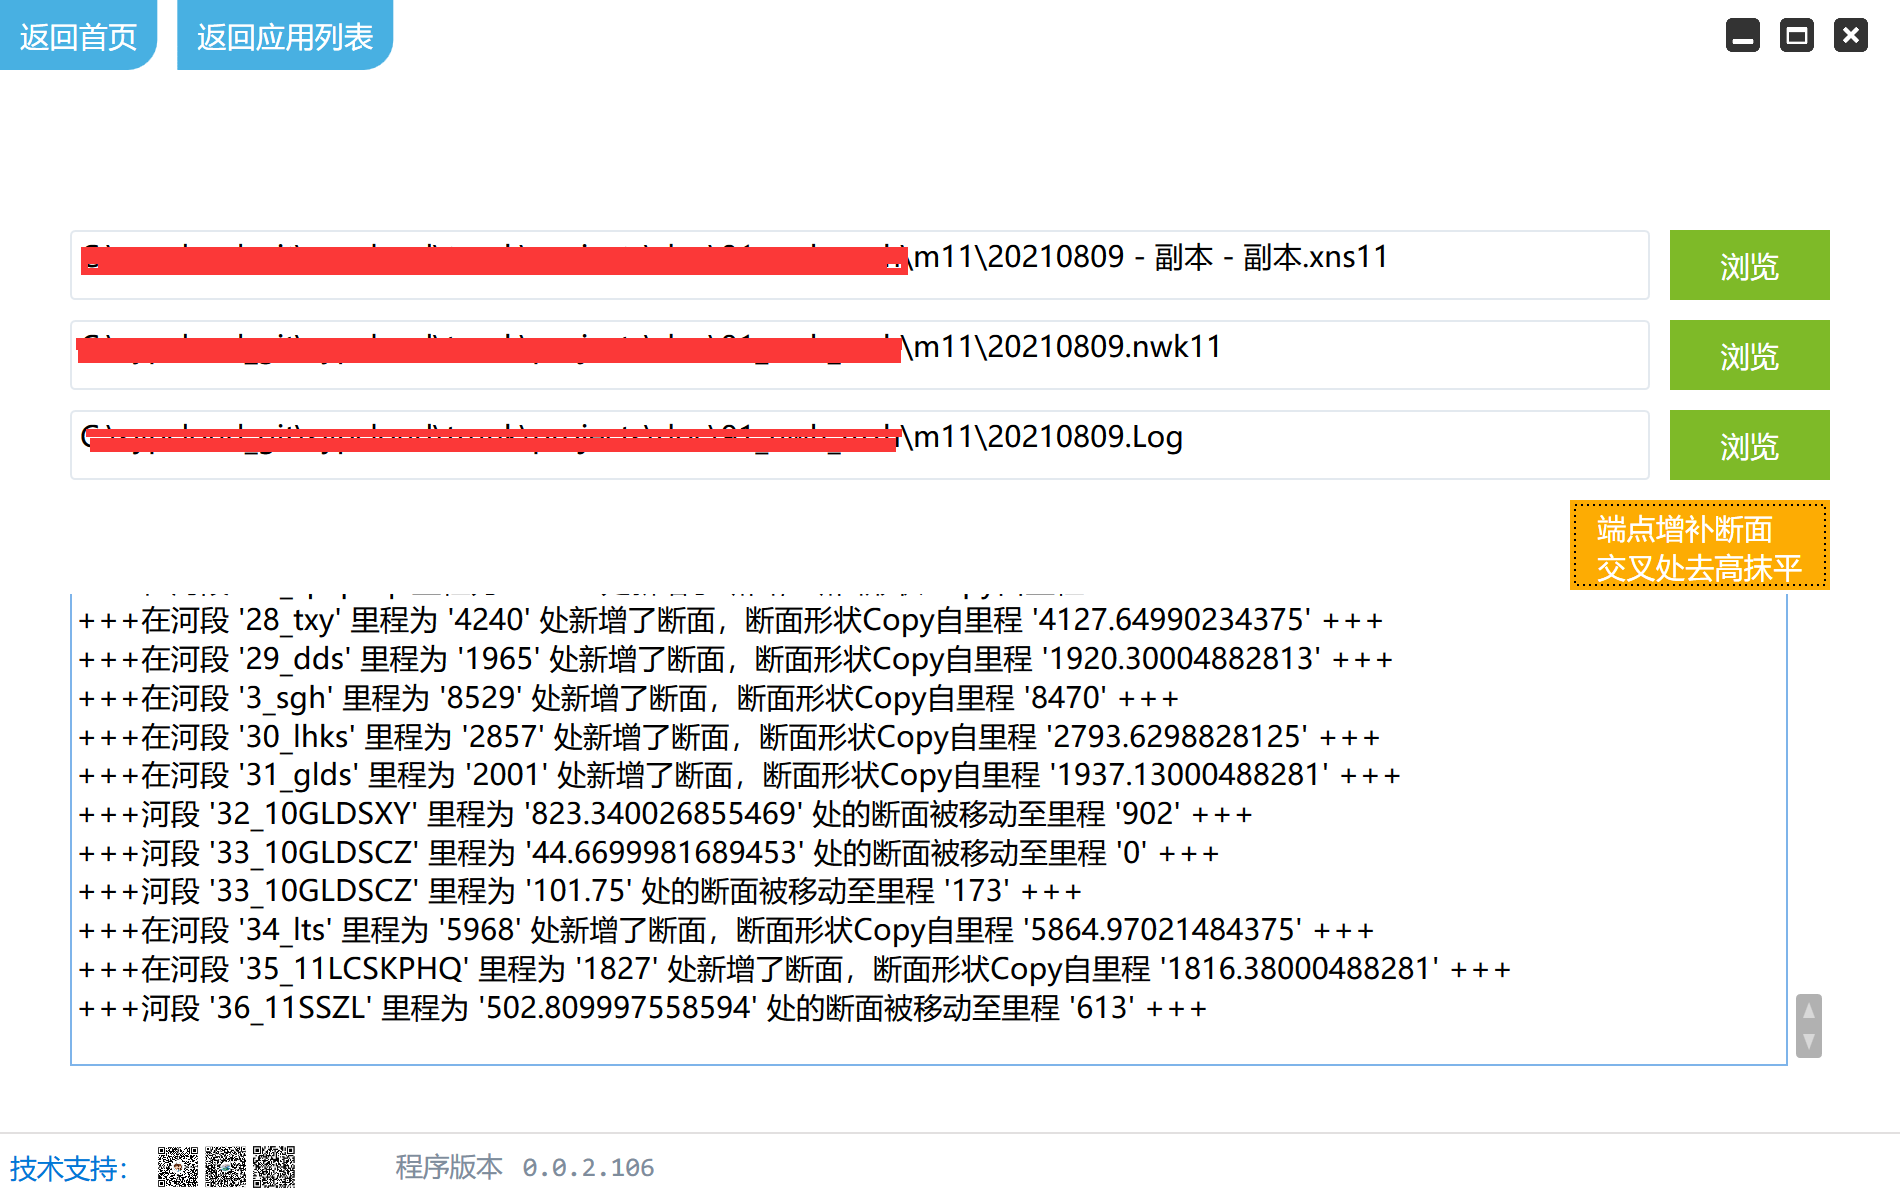 返回首页 返回应用列表
\m11\20210809 - 副本 - 副本.xns11 浏览
\m11\20210809.nwk11 浏览
\m11\20210809.Log 浏览
端点增补断面
交叉处去高抹平
+++在河段 '28_txy' 里程为 '4240' 处新增了断面，断面形状Copy自里程 '4127.64990234375' +++
+++在河段 '29_dds' 里程为 '1965' 处新增了断面，断面形状Copy自里程 '1920.30004882813' +++
+++在河段 '3_sgh' 里程为 '8529' 处新增了断面，断面形状Copy自里程 '8470' +++
+++在河段 '30_lhks' 里程为 '2857' 处新增了断面，断面形状Copy自里程 '2793.6298828125' +++
+++在河段 '31_glds' 里程为 '2001' 处新增了断面，断面形状Copy自里程 '1937.13000488281' +++
+++河段 '32_10GLDSXY' 里程为 '823.340026855469' 处的断面被移动至里程 '902' +++
+++河段 '33_10GLDSCZ' 里程为 '44.6699981689453' 处的断面被移动至里程 '0' +++
+++河段 '33_10GLDSCZ' 里程为 '101.75' 处的断面被移动至里程 '173' +++
+++在河段 '34_lts' 里程为 '5968' 处新增了断面，断面形状Copy自里程 '5864.97021484375' +++
+++在河段 '35_11LCSKPHQ' 里程为 '1827' 处新增了断面，断面形状Copy自里程 '1816.38000488281' +++
+++河段 '36_11SSZL' 里程为 '502.809997558594' 处的断面被移动至里程 '613' +++
技术支持： 程序版本 0.0.2.106